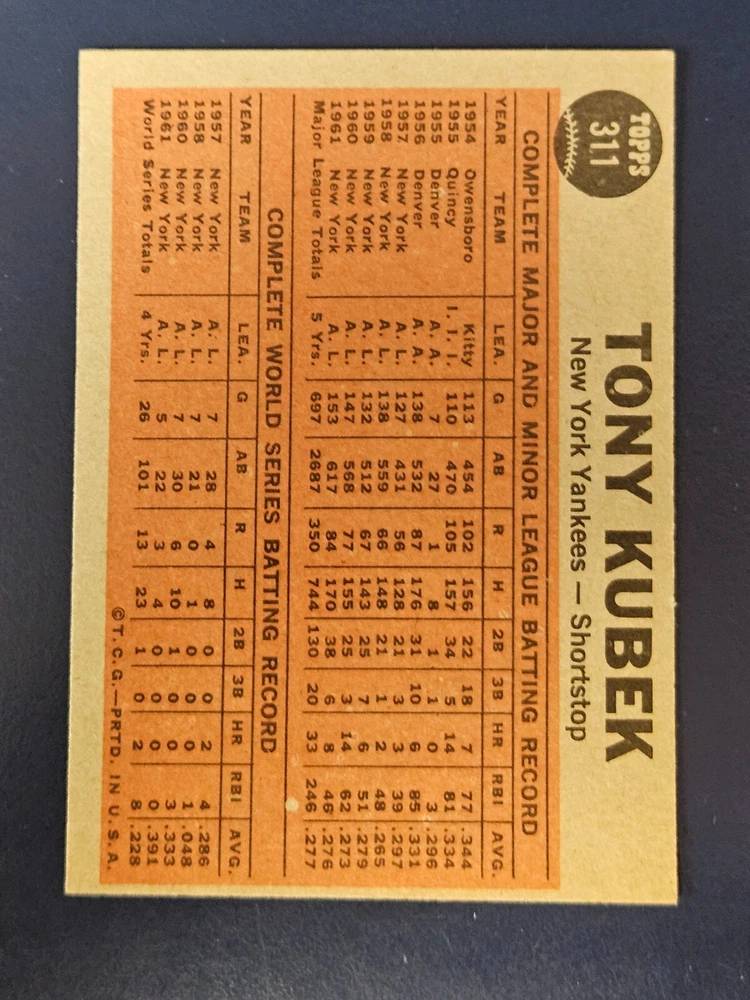 TOPPS
311
TONY KUBEK
New York Yankees — Shortstop
COMPLETE MAJOR AND MINOR LEAGUE BATTING RECORD
YEAR TEAM LEA. G AB R H 2B 3B HR RBI AVG.
1954 Owensboro Kitty 113 454 102 156 22 18 7 77 .344
1955 Quincy I. I. I. 110 470 105 157 34 5 14 81 .334
1955 Denver A. A. 7 27 1 8 1 1 0 3 .296
1956 Denver A. A. 138 532 87 176 31 10 6 85 .331
1957 New York A. L. 127 431 56 128 21 3 3 39 .297
1958 New York A. L. 138 559 66 148 21 1 2 48 .265
1959 New York A. L. 132 512 67 143 25 7 6 51 .279
1960 New York A. L. 147 568 77 155 25 3 14 62 .273
1961 New York A. L. 153 617 84 170 38 6 8 46 .276
Major League Totals 5 Yrs. 697 2687 350 744 130 20 33 246 .277
COMPLETE WORLD SERIES BATTING RECORD
YEAR TEAM LEA. G AB R H 2B 3B HR RBI AVG.
1957 New York A. L. 7 28 4 8 0 0 2 4 .286
1958 New York A. L. 7 21 0 1 0 0 0 1 .048
1960 New York A. L. 7 30 6 10 1 0 0 3 .333
1961 New York A. L. 5 22 3 4 0 0 0 0 .391
World Series Totals 4 Yrs. 26 101 13 23 1 0 2 8 .228
©T.C.G.—PRTD. IN U.S.A.